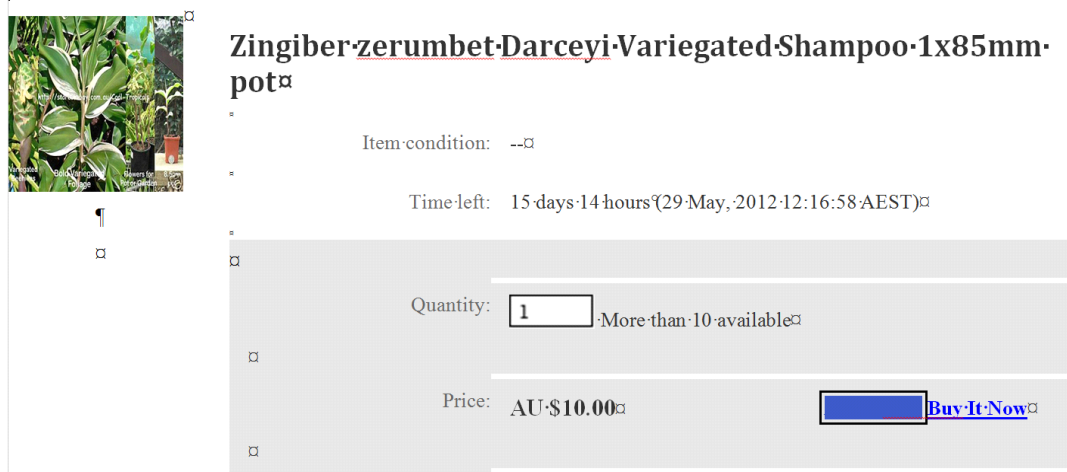 Zingiber zerumbet Darceyi Variegated Shampoo 1x85mm
pot
Item condition: --
Time left: 15 days 14 hours (29 May, 2012 12:16:58 AEST)
Quantity: 1 More than 10 available
Price: AU $10.00 Buy It Now
Bold Variegated
Foliage
Flowers for